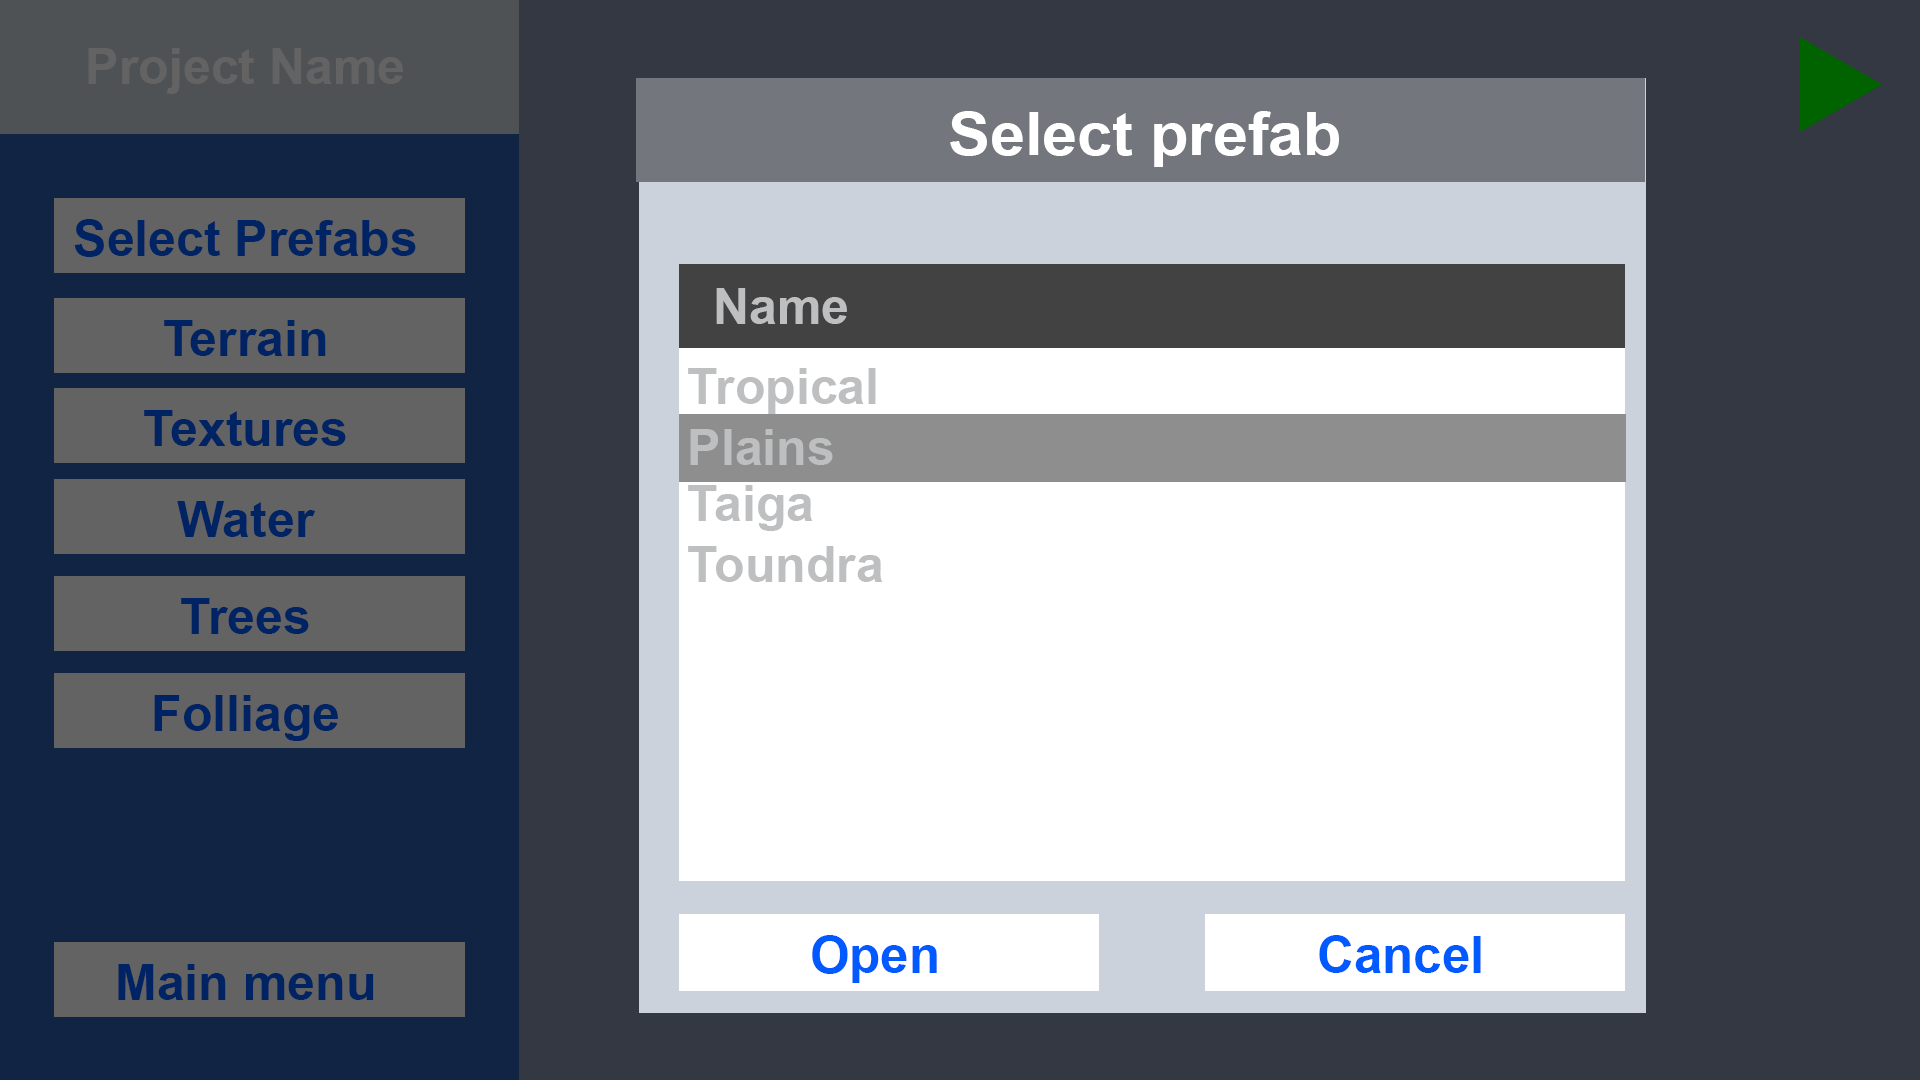 Project Name
Select Prefabs
Terrain
Textures
Water
Trees
Folliage
Main menu
Select prefab
Name
Tropical
Plains
Taiga
Toundra
Open
Cancel